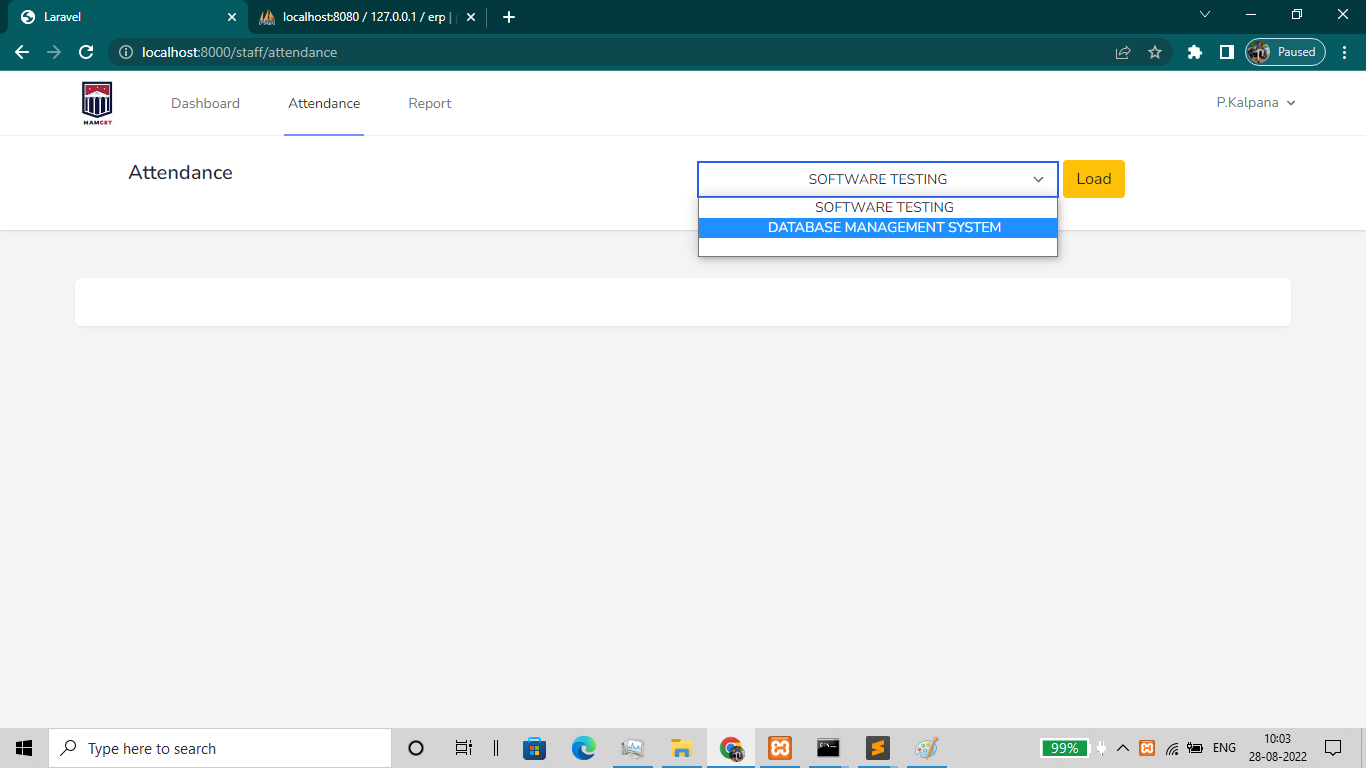 Laravel
localhost:8080 / 127.0.0.1 / erp |
localhost:8000/staff/attendance
Paused
NAMCET
Dashboard
Attendance
Report
P.Kalpana
Attendance
SOFTWARE TESTING
Load
SOFTWARE TESTING
DATABASE MANAGEMENT SYSTEM
Type here to search
99%
ENG
10:03
28-08-2022